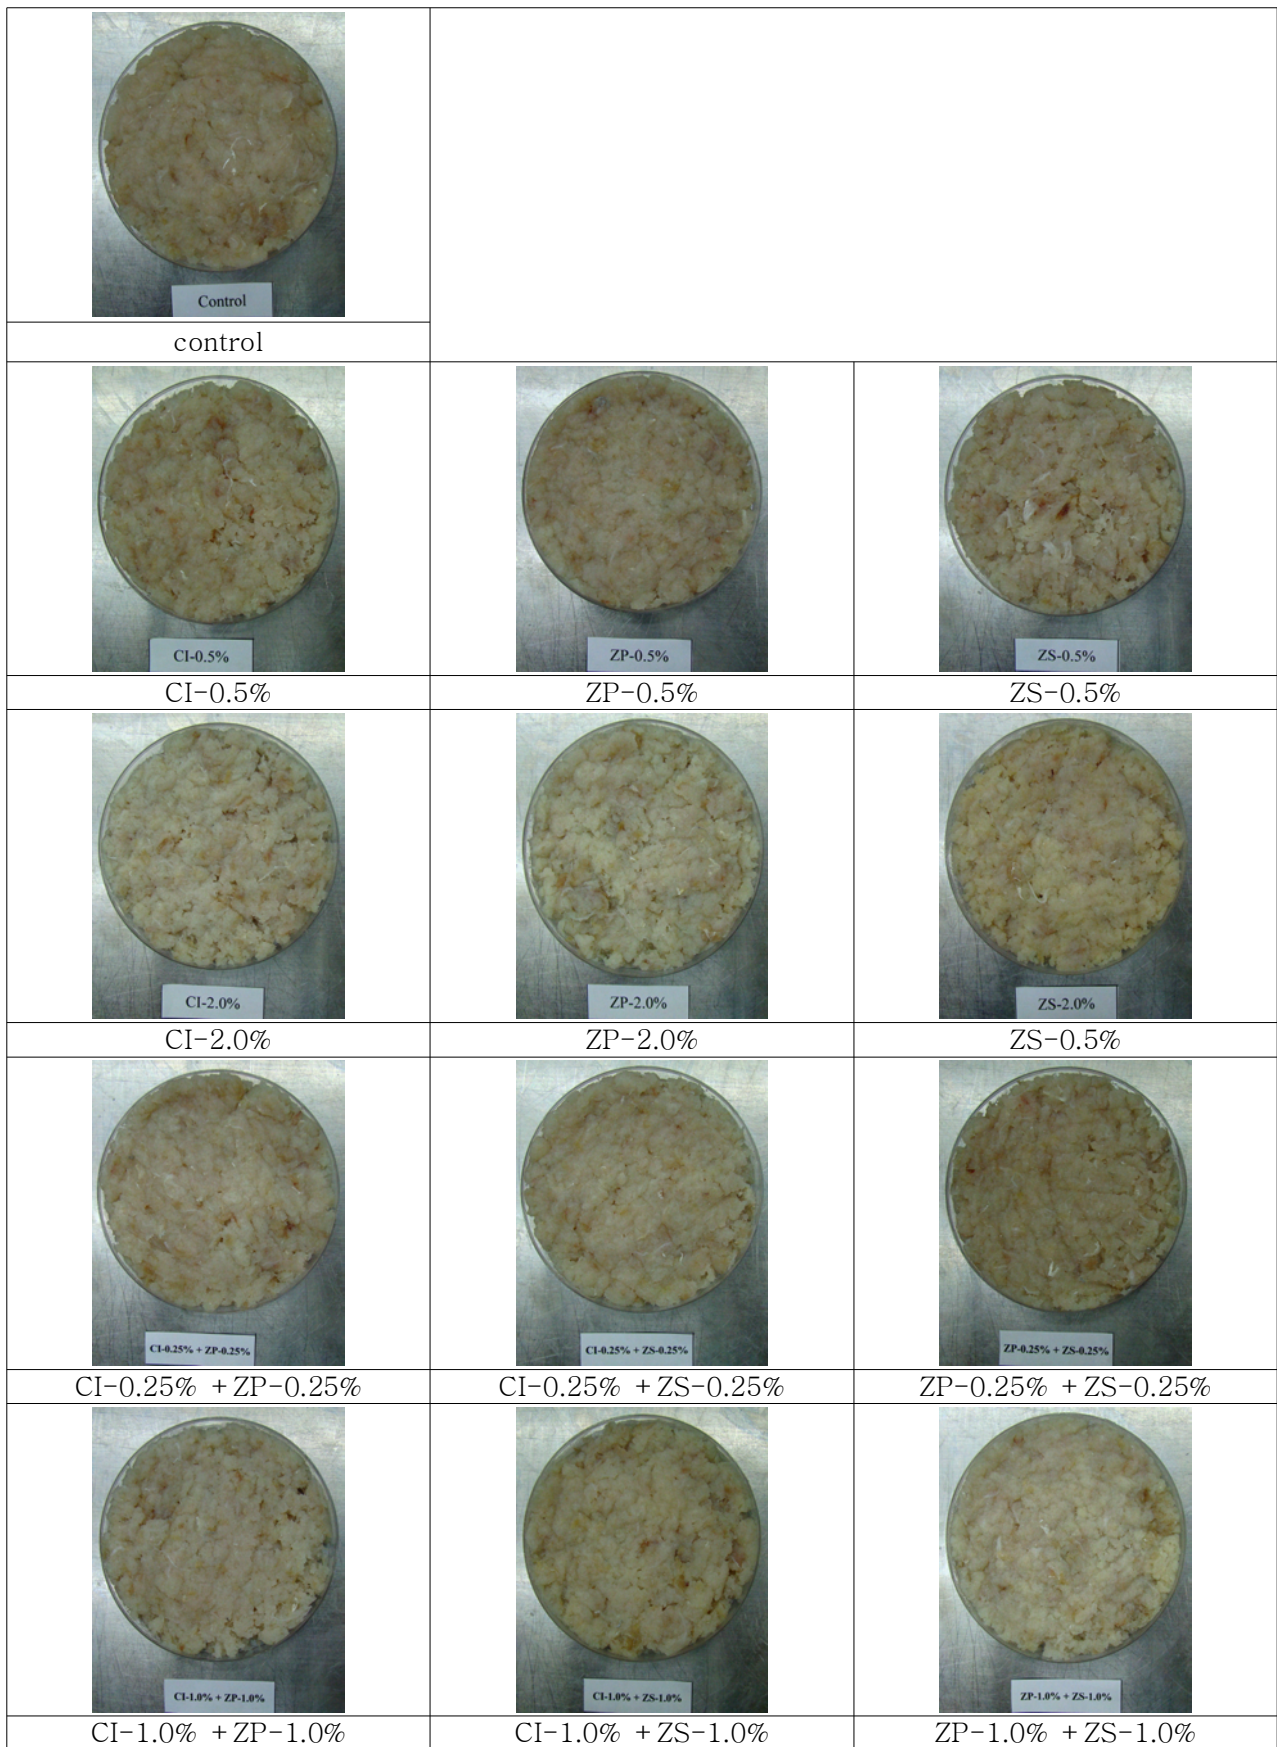 Control
control
CI-0.5%
ZP-0.5%
ZS-0.5%
CI-0.5%
ZP-0.5%
ZS-0.5%
CI-2.0%
ZP-2.0%
ZS-2.0%
CI-2.0%
ZP-2.0%
ZS-0.5%
CI-0.25% + ZP-0.25%
CI-0.25% + ZS-0.25%
ZP-0.25% + ZS-0.25%
CI-0.25% + ZP-0.25%
CI-0.25% + ZS-0.25%
ZP-0.25% + ZS-0.25%
CI-1.0% + ZP-1.0%
CI-1.0% + ZS-1.0%
ZP-1.0% + ZS-1.0%
CI-1.0% + ZP-1.0%
CI-1.0% + ZS-1.0%
ZP-1.0% + ZS-1.0%